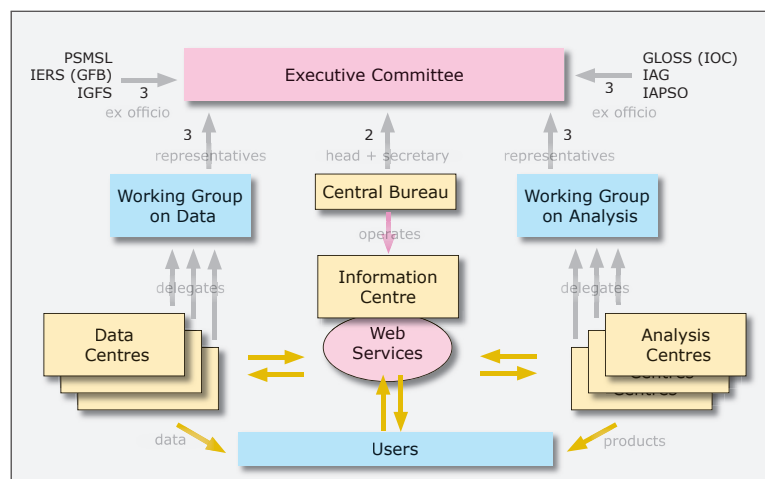 PSMSL
IERS (GFB)
IGFS
3
ex officio
Executive Committee
GLOSS (IOC)
IAG
IAPSO
3
ex officio
3
representatives
2
head + secretary
3
representatives
Working Group
on Data
Central Bureau
Working Group
on Analysis
operates
delegates
Information
Centre
delegates
Data
Centres
Web
Services
Analysis
Centres
Centres
Centres
data
Users
products